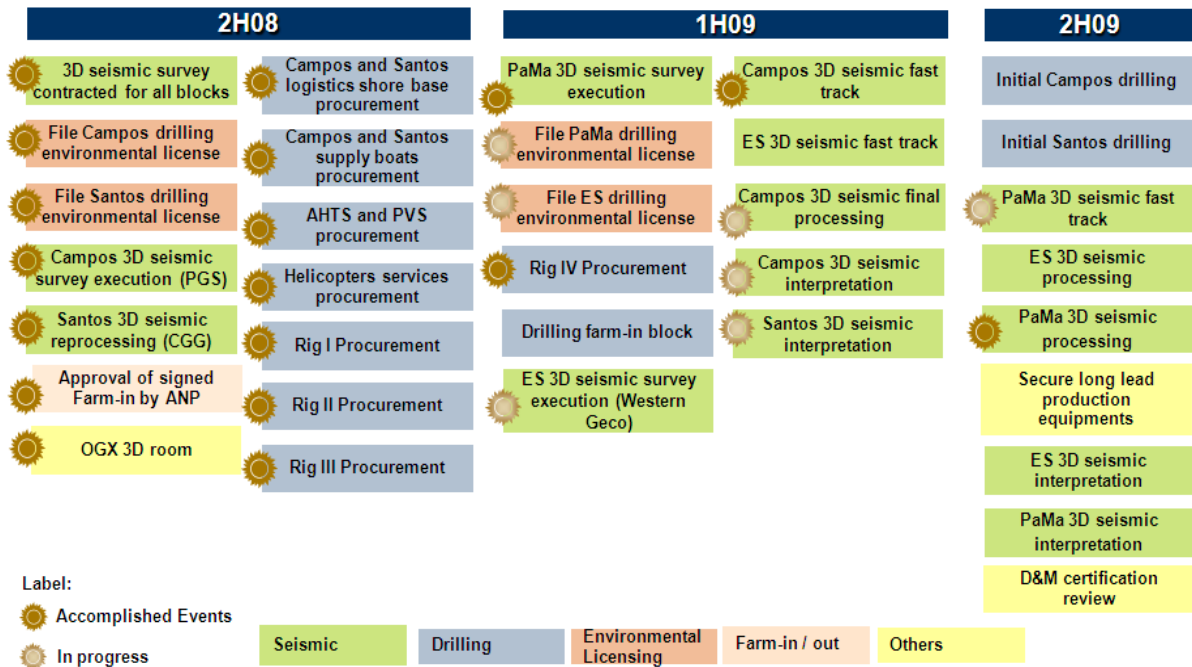 2H08
3D seismic survey
contracted for all blocks
File Campos drilling
environmental license
File Santos drilling
environmental license
Campos 3D seismic
survey execution (PGS)
Santos 3D seismic
reprocessing (CGG)
Approval of signed
Farm-in by ANP
OGX 3D room
Campos and Santos
logistics shore base
procurement
Campos and Santos
supply boats
procurement
AHTS and PVS
procurement
Helicopters services
procurement
Rig I Procurement
Rig II Procurement
Rig III Procurement
1H09
PaMa 3D seismic survey
execution
File PaMa drilling
environmental license
File ES drilling
environmental license
Rig IV Procurement
Drilling farm-in block
ES 3D seismic survey
execution (Western
Geco)
Campos 3D seismic fast
track
ES 3D seismic fast track
Campos 3D seismic final
processing
Campos 3D seismic
interpretation
Santos 3D seismic
interpretation
2H09
Initial Campos drilling
Initial Santos drilling
PaMa 3D seismic fast
track
ES 3D seismic
processing
PaMa 3D seismic
processing
Secure long lead
production
equipments
ES 3D seismic
interpretation
PaMa 3D seismic
interpretation
D&M certification
review
Label:
Accomplished Events
In progress
Seismic
Drilling
Environmental
Licensing
Farm-in / out
Others